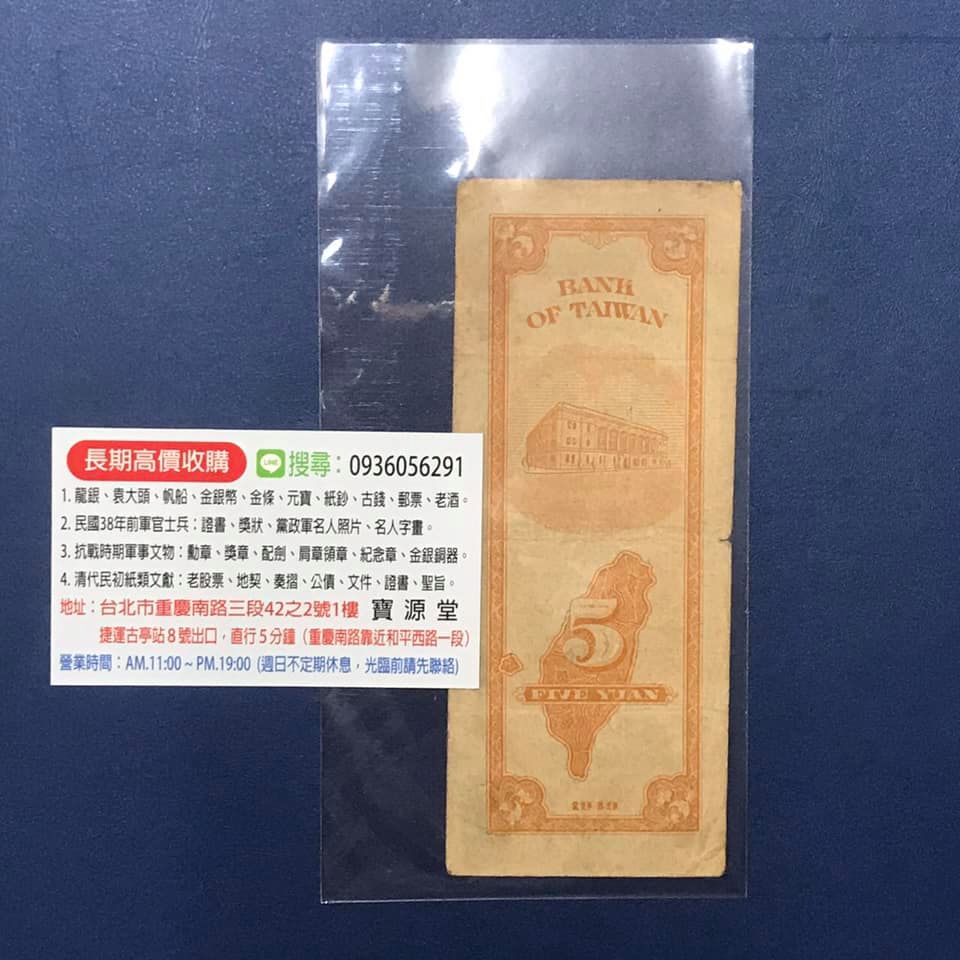 長期高價收購 LINE 搜尋：0936056291
1. 龍銀、袁大頭、帆船、金銀幣、金條、元寶、紙鈔、古錢、郵票、老酒。
2. 民國38年前軍官士兵：證書、獎狀、黨政軍名人照片、名人字畫。
3. 抗戰時期軍事文物：勳章、獎章、配劍、肩章領章、紀念章、金銀銅器。
4. 清代民初紙類文獻：老股票、地契、奏摺、公債、文件、證書、聖旨。
地址：台北市重慶南路三段42之2號1樓 寶源堂
捷運古亭站8號出口，直行5分鐘（重慶南路靠近和平西路一段）
營業時間：AM.11:00 ~ PM.19:00 (週日不定期休息，光臨前請先聯絡)
5 5
BANK
OF TAIWAN
5
FIVE YUAN
5 5